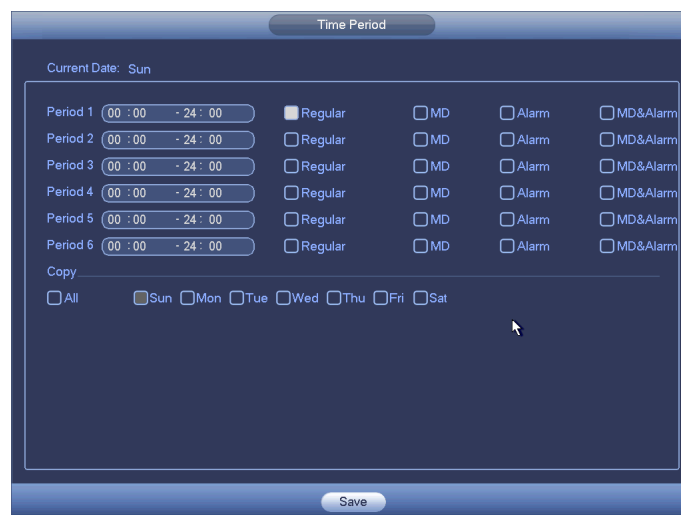 Time Period
Current Date: Sun
Period 1 00 : 00 - 24 : 00 Regular MD Alarm MD&Alarm
Period 2 00 : 00 - 24 : 00 Regular MD Alarm MD&Alarm
Period 3 00 : 00 - 24 : 00 Regular MD Alarm MD&Alarm
Period 4 00 : 00 - 24 : 00 Regular MD Alarm MD&Alarm
Period 5 00 : 00 - 24 : 00 Regular MD Alarm MD&Alarm
Period 6 00 : 00 - 24 : 00 Regular MD Alarm MD&Alarm
Copy
All Sun Mon Tue Wed Thu Fri Sat
Save